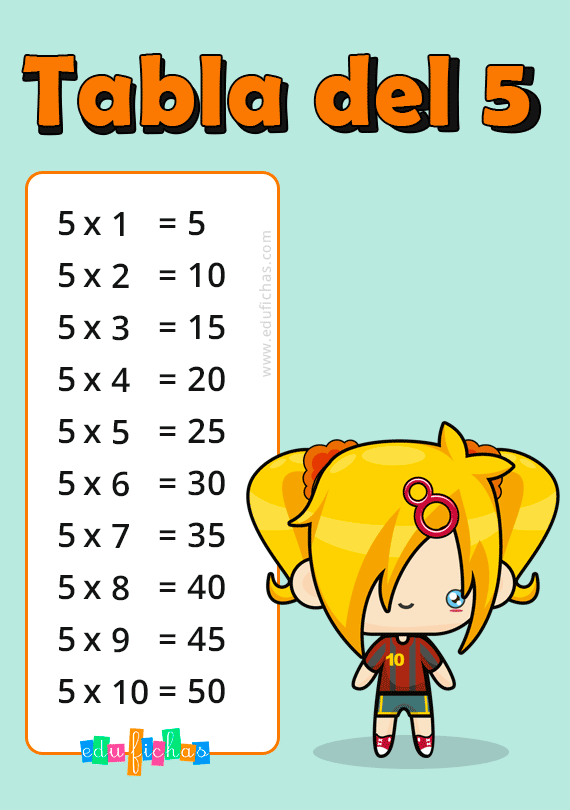 Tabla del 5
5 x 1 = 5
5 x 2 = 10
5 x 3 = 15
5 x 4 = 20
5 x 5 = 25
5 x 6 = 30
5 x 7 = 35
5 x 8 = 40
5 x 9 = 45
5 x 10 = 50
www.edufichas.com
8
10
edufichas